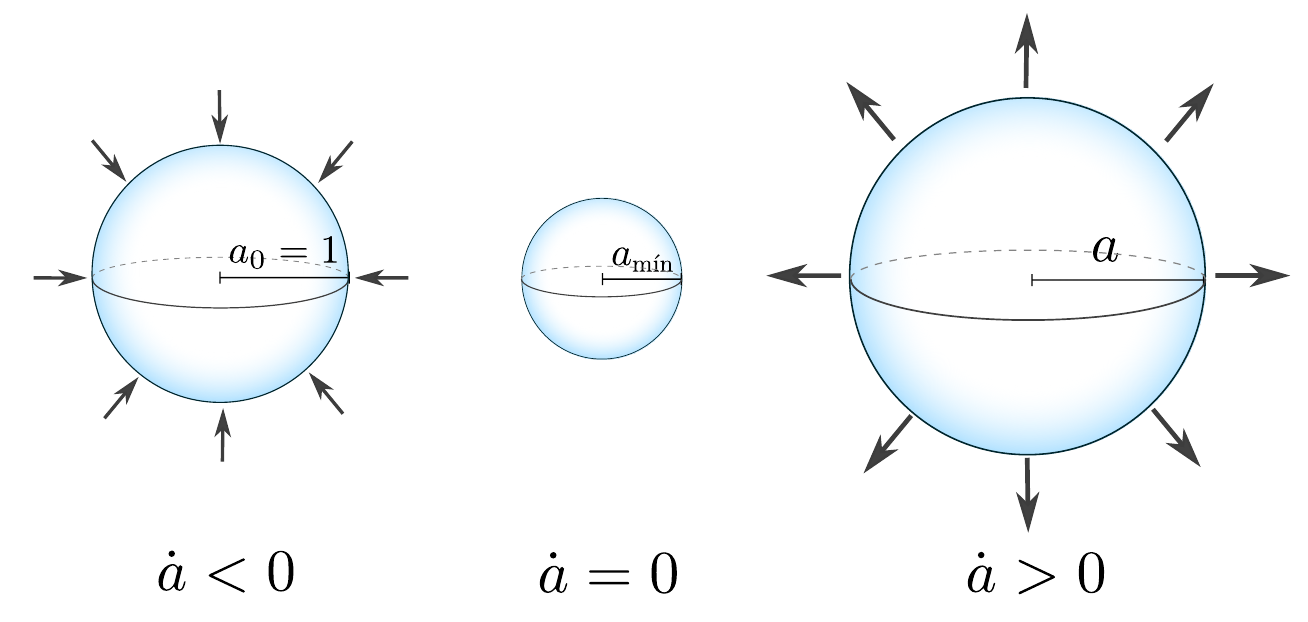 a₀ = 1
a_mín
a
ȧ < 0
ȧ = 0
ȧ > 0